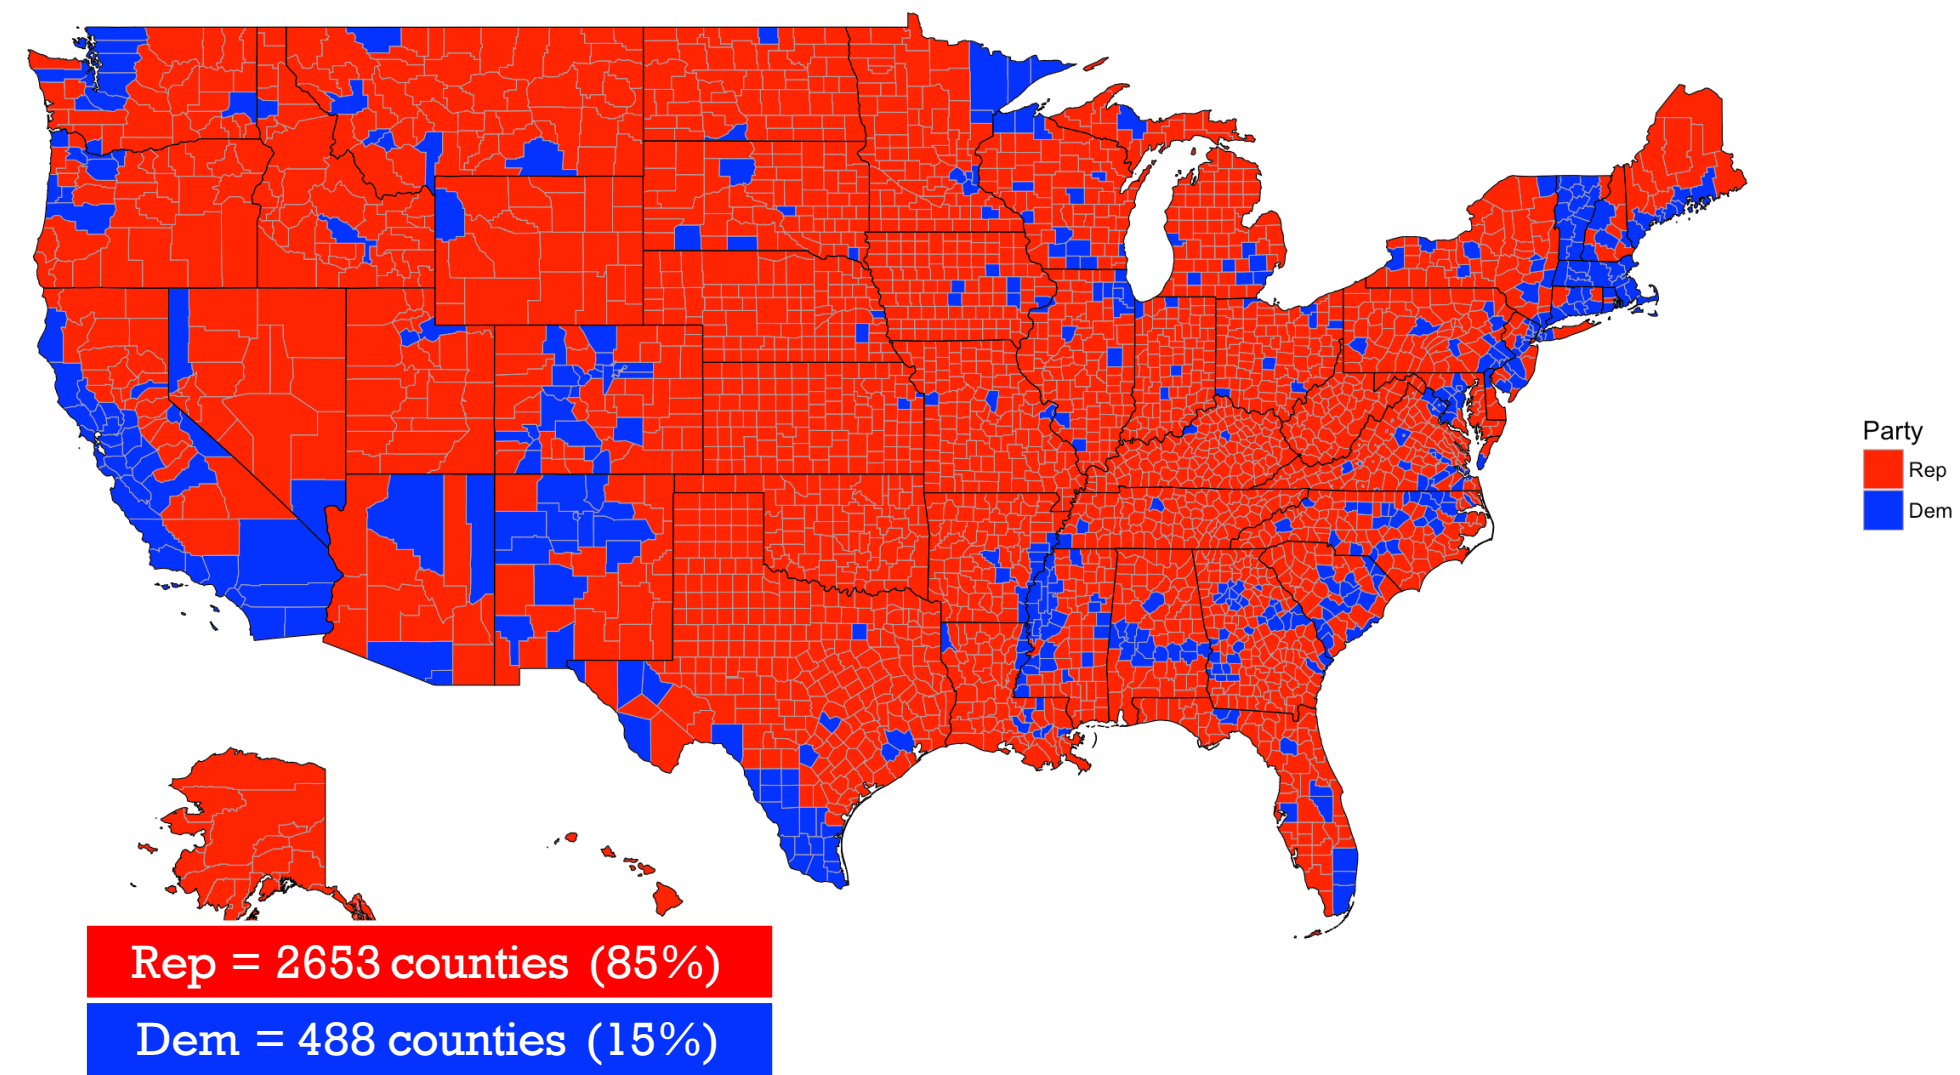 Party
Rep
Dem
Rep = 2653 counties (85%)
Dem = 488 counties (15%)